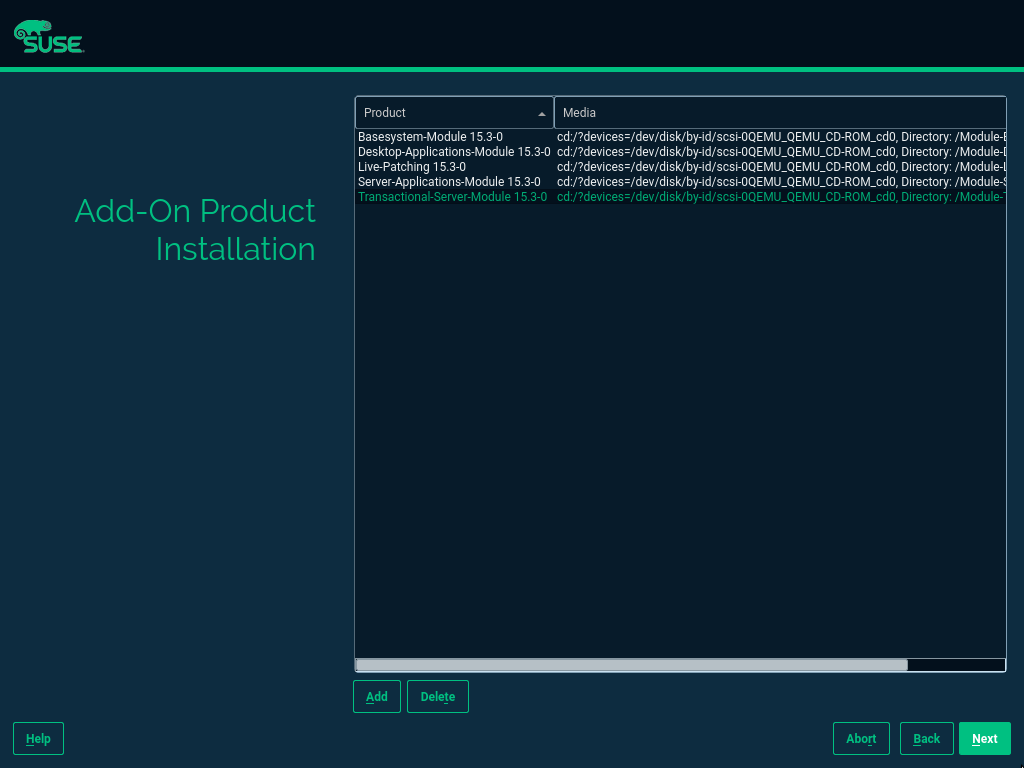 SUSE
Product Media
Basesystem-Module 15.3-0 cd:/?devices=/dev/disk/by-id/scsi-0QEMU_QEMU_CD-ROM_cd0, Directory: /Module-
Desktop-Applications-Module 15.3-0 cd:/?devices=/dev/disk/by-id/scsi-0QEMU_QEMU_CD-ROM_cd0, Directory: /Module-
Live-Patching 15.3-0 cd:/?devices=/dev/disk/by-id/scsi-0QEMU_QEMU_CD-ROM_cd0, Directory: /Module-
Server-Applications-Module 15.3-0 cd:/?devices=/dev/disk/by-id/scsi-0QEMU_QEMU_CD-ROM_cd0, Directory: /Module-
Transactional-Server-Module 15.3-0 cd:/?devices=/dev/disk/by-id/scsi-0QEMU_QEMU_CD-ROM_cd0, Directory: /Module-
Add-On Product
Installation
Add Delete
Help Abort Back Next